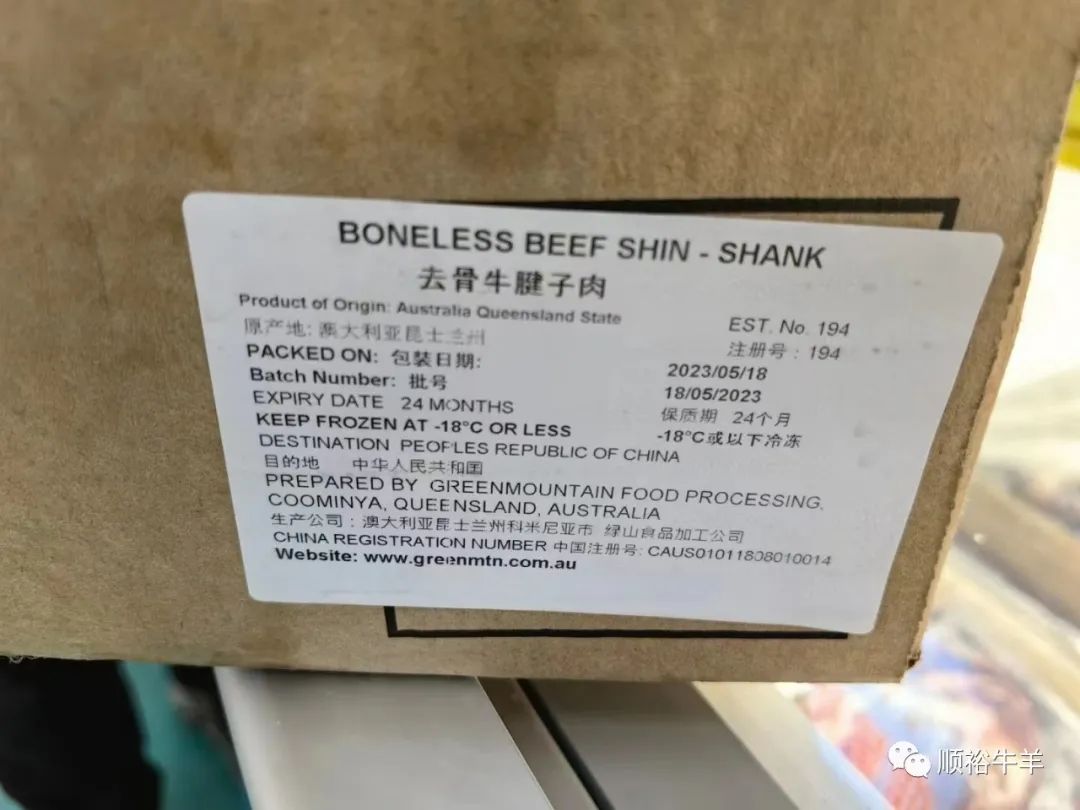 BONELESS BEEF SHIN - SHANK
去骨牛腱子肉
Product of Origin: Australia Queensland State
EST. No. 194
原产地: 澳大利亚昆士兰州
注册号：194
PACKED ON: 包装日期:
2023/05/18
Batch Number: 批号
18/05/2023
EXPIRY DATE 24 MONTHS
保质期 24个月
KEEP FROZEN AT -18°C OR LESS
-18°C或以下冷冻
DESTINATION PEOPLES REPUBLIC OF CHINA
目的地 中华人民共和国
PREPARED BY GREENMOUNTAIN FOOD PROCESSING,
COOMINYA, QUEENSLAND, AUSTRALIA
生产公司：澳大利亚昆士兰州科米尼亚市 绿山食品加工公司
CHINA REGISTRATION NUMBER 中国注册号: CAUS01011808010014
Website: www.greenmtn.com.au
顺裕牛羊